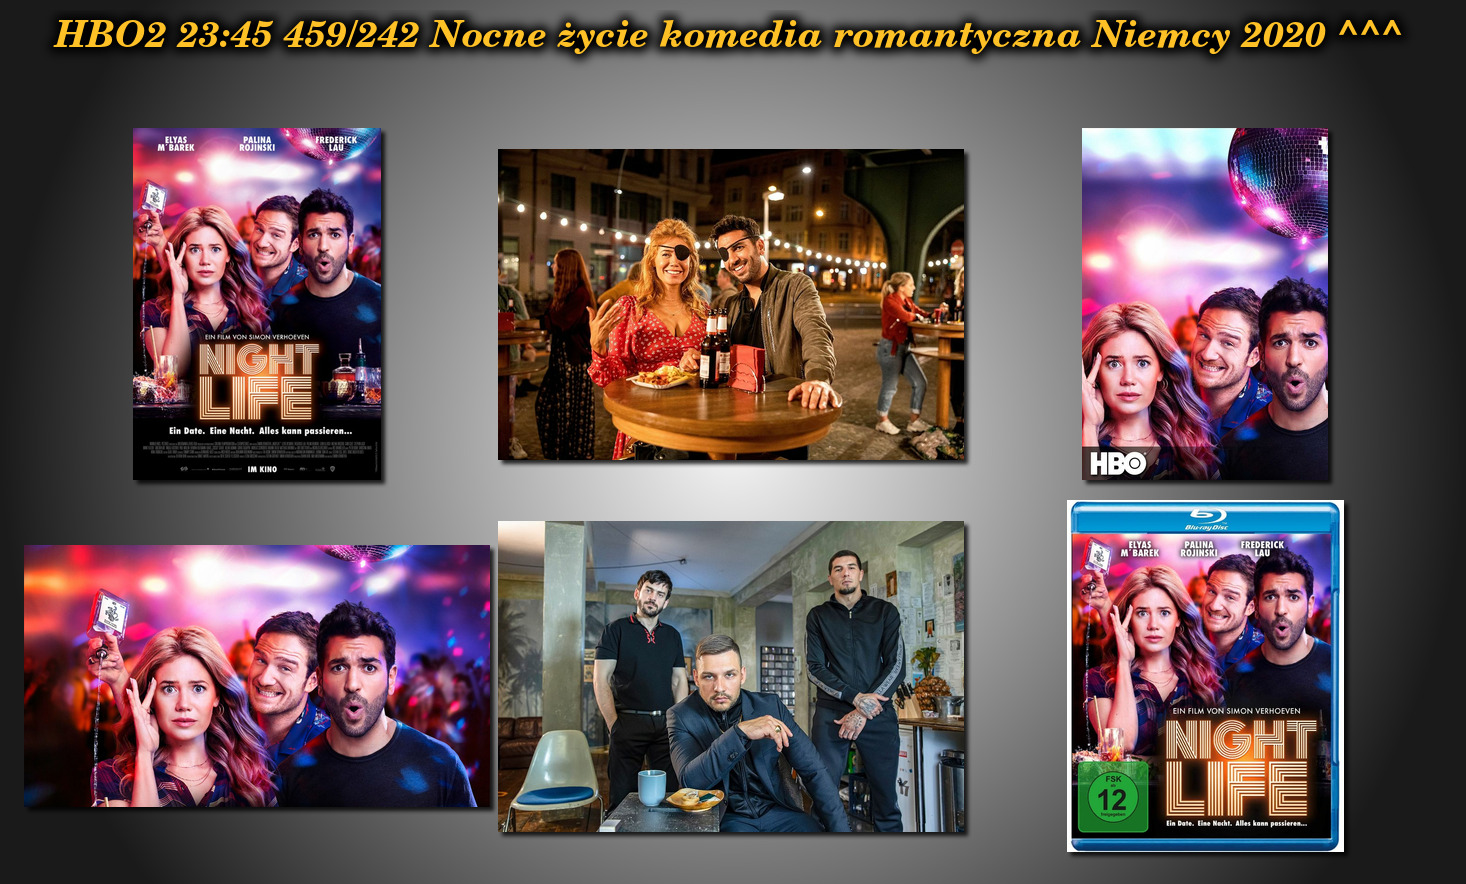 HBO2 23:45 459/242 Nocne życie komedia romantyczna Niemcy 2020 ^^^
ELYAS M'BAREK
PALINA ROJINSKI
FREDERICK LAU
EIN FILM VON SIMON VERHOEVEN
NIGHT
LIFE
Ein Date. Eine Nacht. Alles kann passieren...
IM KINO
HBO
Blu-ray Disc
ELYAS M'BAREK
PALINA ROJINSKI
FREDERICK LAU
EIN FILM VON SIMON VERHOEVEN
NIGHT
LIFE
FSK
ab
12
freigegeben
Ein Date. Eine Nacht. Alles kann passieren...